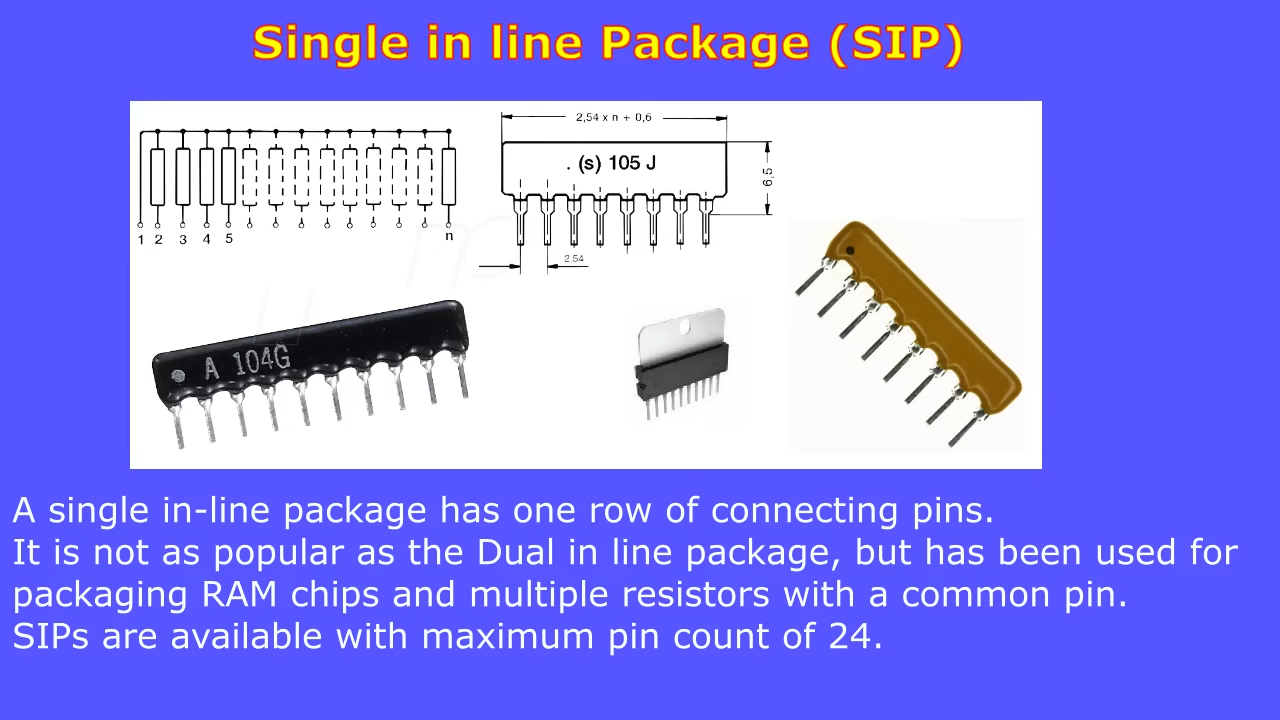 Single in line Package (SIP)
2,54 x n + 0,6
. (s) 105 J
6,5
1 2 3 4 5 n
2,54
A 104G
A single in-line package has one row of connecting pins.
It is not as popular as the Dual in line package, but has been used for
packaging RAM chips and multiple resistors with a common pin.
SIPs are available with maximum pin count of 24.